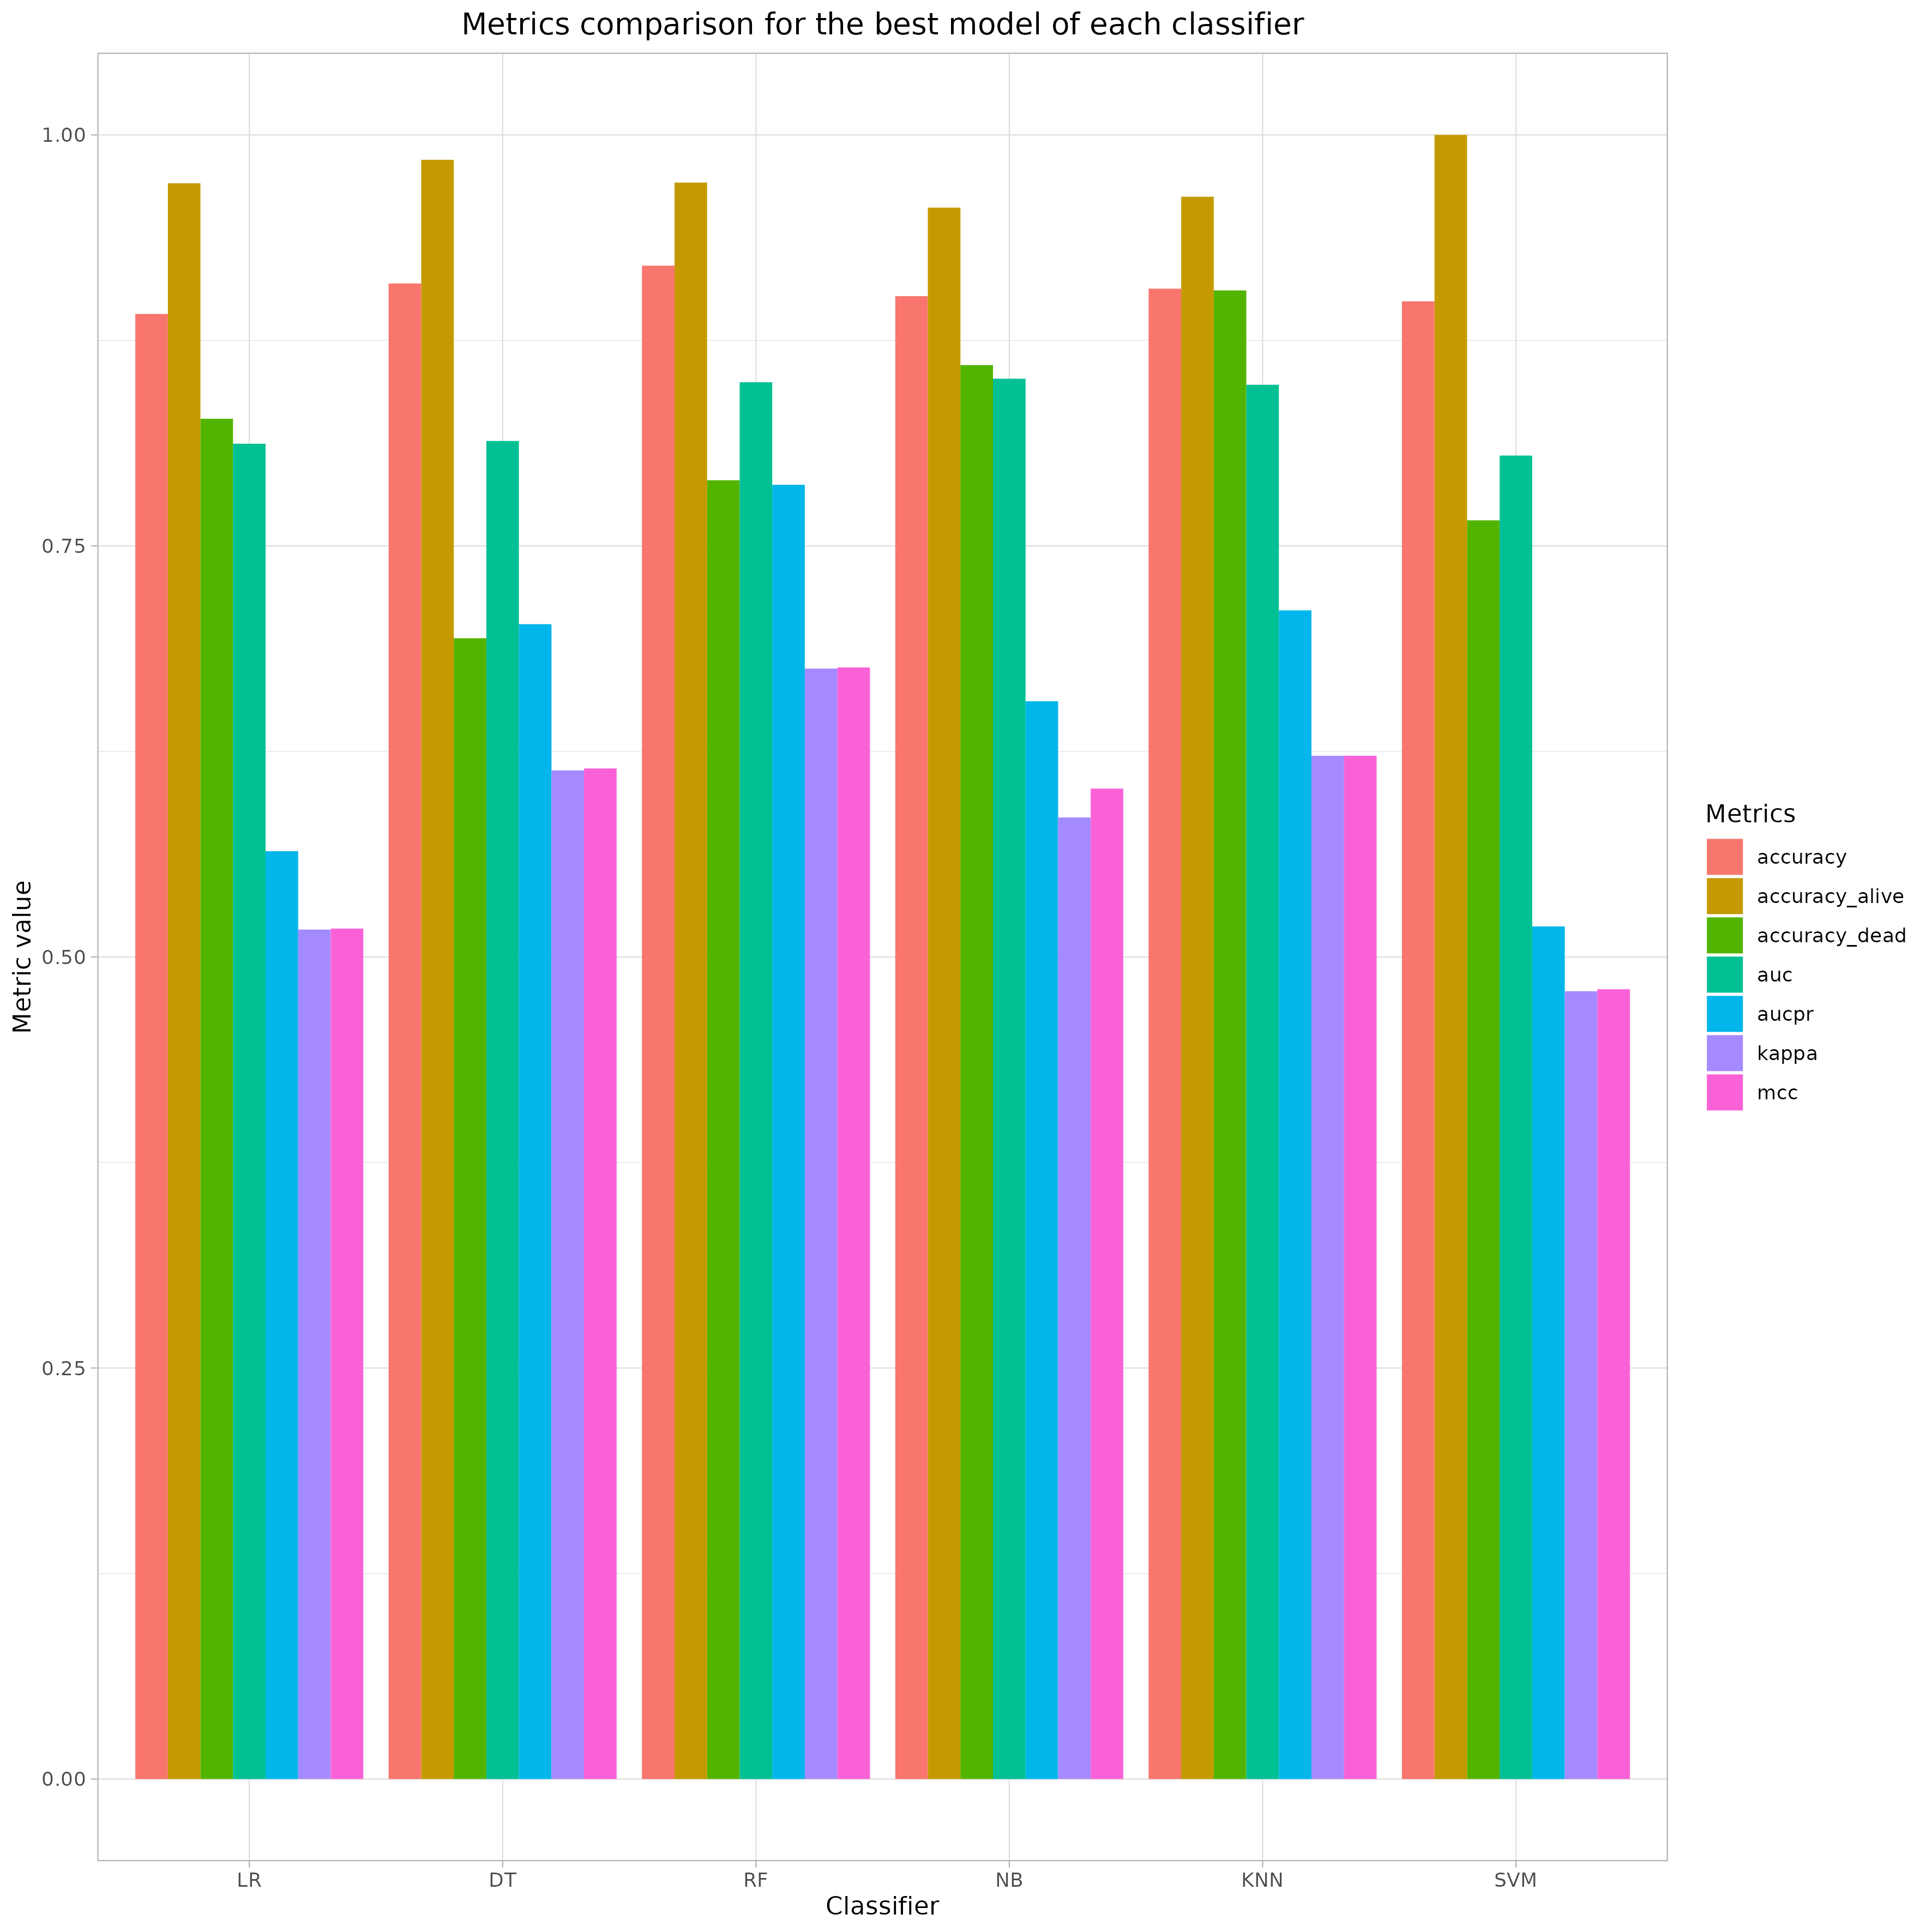 Metrics comparison for the best model of each classifier
1.00
0.75
0.50
0.25
0.00
Metric value
LR DT RF NB KNN SVM
Classifier
Metrics
accuracy
accuracy_alive
accuracy_dead
auc
aucpr
kappa
mcc